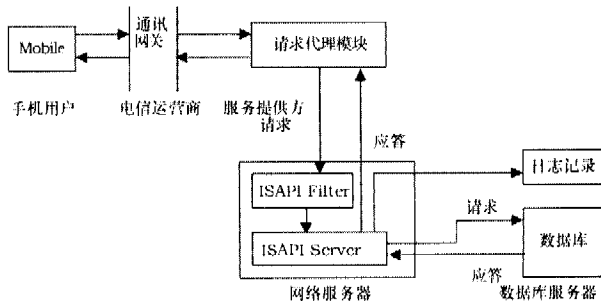 通讯
网关
Mobile
请求代理模块
手机用户
电信运营商
服务提供方
请求
应答
ISAPI Filter
日志记录
请求
ISAPI Server
数据库
应答
网络服务器
数据库服务器